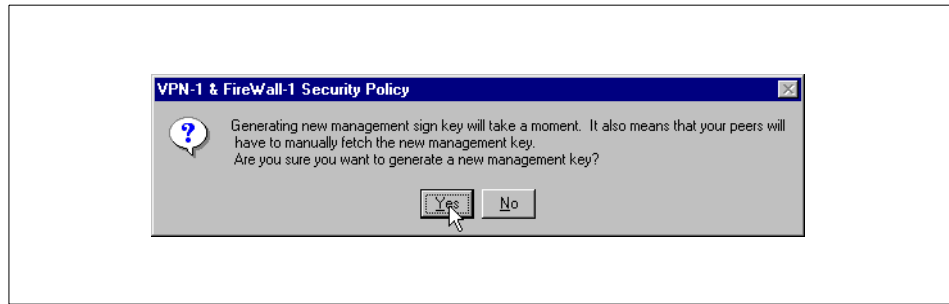 VPN-1 & FireWall-1 Security Policy
?
Generating new management sign key will take a moment.  It also means that your peers will
have to manually fetch the new management key.
Are you sure you want to generate a new management key?
Yes
No